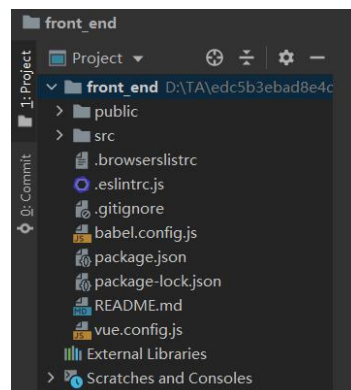 front_end
1: Project
Project
front_end D:\TA\edc5b3ebad8e4c
public
src
.browserslistrc
.eslintrc.js
0: Commit
.gitignore
babel.config.js
package.json
package-lock.json
README.md
vue.config.js
External Libraries
Scratches and Consoles